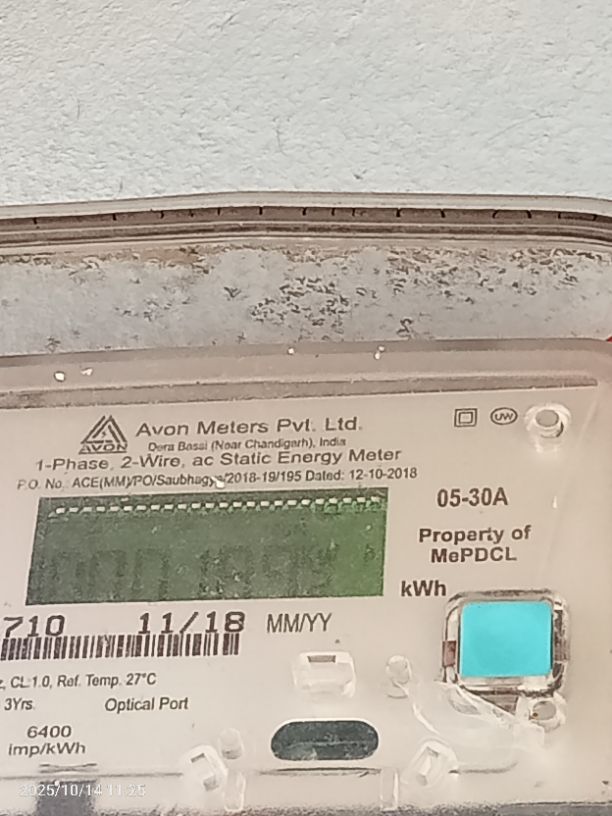 Avon Meters Pvt. Ltd.
AVON
Dera Bassi (Near Chandigarh), India
1-Phase, 2-Wire, ac Static Energy Meter
P.O. No. ACE(MM)/PO/Saubhagya/2018-19/195 Dated: 12-10-2018
UW
05-30A
Property of
MePDCL
kWh
710 11/18 MM/YY
CL:1.0, Ref. Temp. 27°C
3Yrs. Optical Port
6400
imp/kWh
2025/10/14 11:25